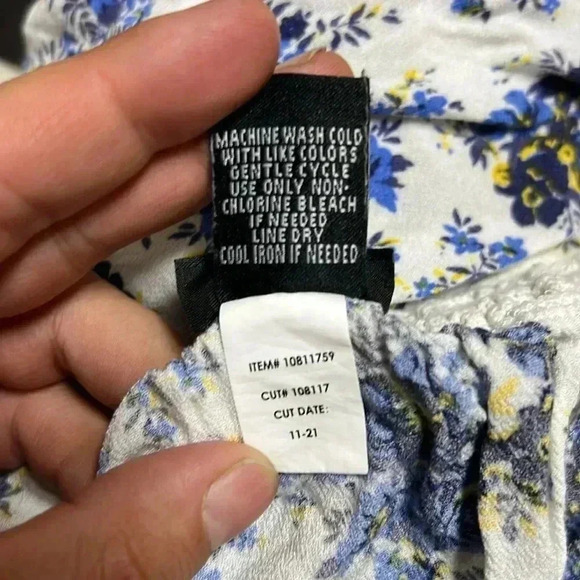 MACHINE WASH COLD
WITH LIKE COLORS
GENTLE CYCLE
USE ONLY NON-
CHLORINE BLEACH
IF NEEDED
LINE DRY
COOL IRON IF NEEDED
ITEM# 10811759
CUT# 108117
CUT DATE:
11-21